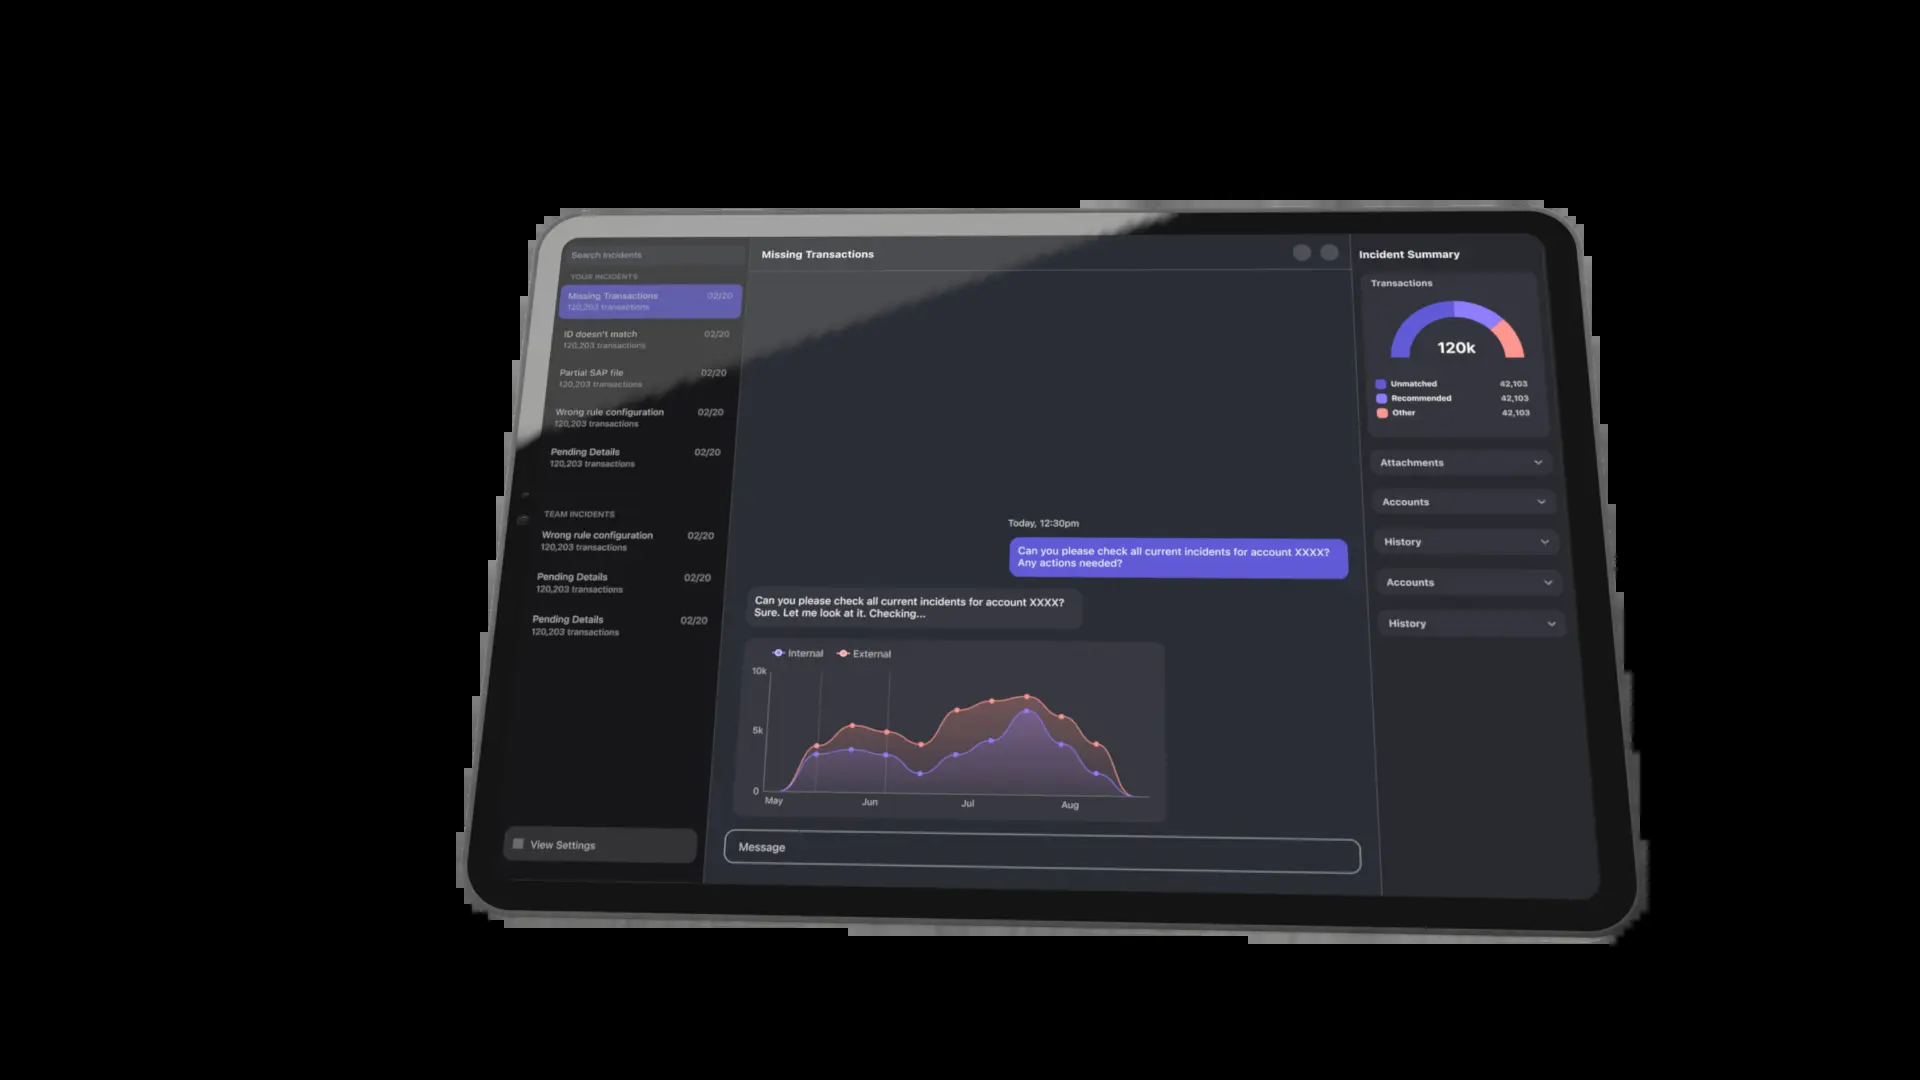 Search Incidents
YOUR INCIDENTS
Missing Transactions 02/20
120,203 transactions
ID doesn't match 02/20
120,203 transactions
Partial SAP file 02/20
120,203 transactions
Wrong rule configuration 02/20
120,203 transactions
Pending Details 02/20
120,203 transactions
TEAM INCIDENTS
Wrong rule configuration 02/20
120,203 transactions
Pending Details 02/20
120,203 transactions
Pending Details 02/20
120,203 transactions
View Settings
Missing Transactions
Today, 12:30pm
Can you please check all current incidents for account XXXX?
Any actions needed?
Can you please check all current incidents for account XXXX?
Sure. Let me look at it. Checking...
Internal External
10k
5k
0
May Jun Jul Aug
Message
Incident Summary
Transactions
120k
Unmatched 42,103
Recommended 42,103
Other 42,103
Attachments
Accounts
History
Accounts
History